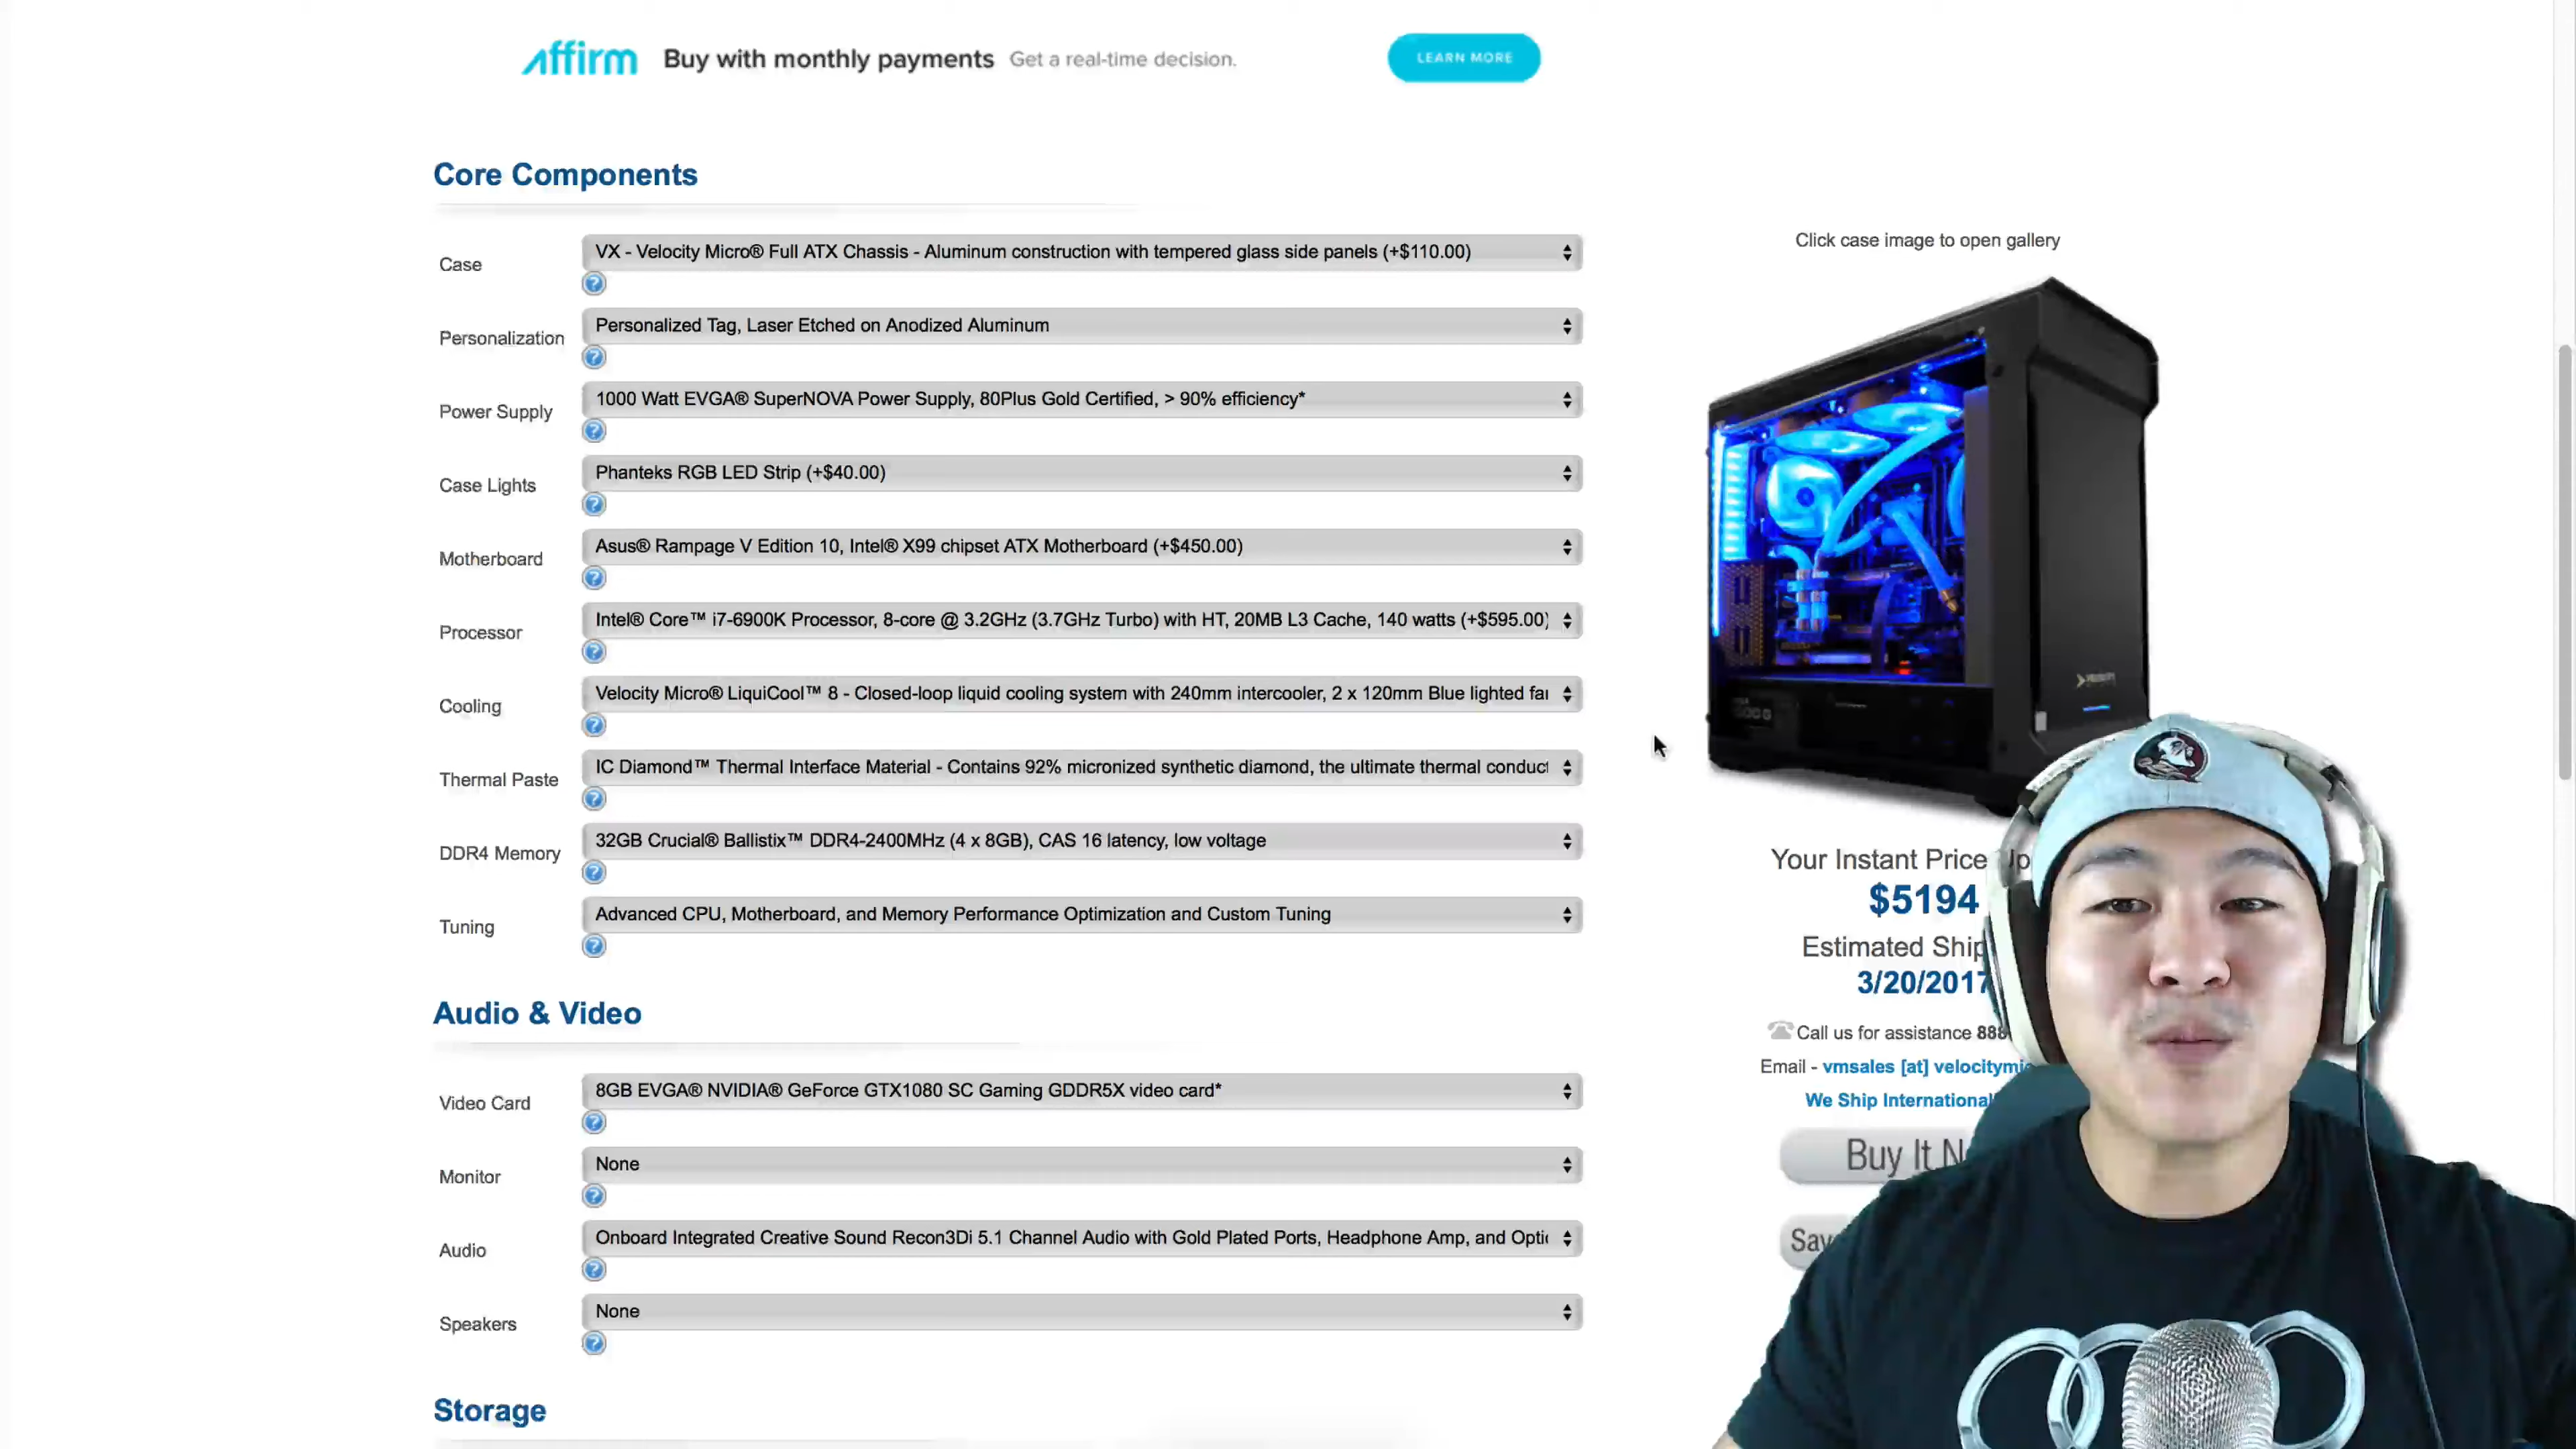 affirm Buy with monthly payments Get a real-time decision. LEARN MORE
Core Components
Click case image to open gallery
Case VX - Velocity Micro® Full ATX Chassis - Aluminum construction with tempered glass side panels (+$110.00)
Personalization Personalized Tag, Laser Etched on Anodized Aluminum
Power Supply 1000 Watt EVGA® SuperNOVA Power Supply, 80Plus Gold Certified, > 90% efficiency*
Case Lights Phanteks RGB LED Strip (+$40.00)
Motherboard Asus® Rampage V Edition 10, Intel® X99 chipset ATX Motherboard (+$450.00)
Processor Intel® Core™ i7-6900K Processor, 8-core @ 3.2GHz (3.7GHz Turbo) with HT, 20MB L3 Cache, 140 watts (+$595.00)
Cooling Velocity Micro® LiquiCool™ 8 - Closed-loop liquid cooling system with 240mm intercooler, 2 x 120mm Blue lighted fai
Thermal Paste IC Diamond™ Thermal Interface Material - Contains 92% micronized synthetic diamond, the ultimate thermal conduct
DDR4 Memory 32GB Crucial® Ballistix™ DDR4-2400MHz (4 x 8GB), CAS 16 latency, low voltage
Tuning Advanced CPU, Motherboard, and Memory Performance Optimization and Custom Tuning
Your Instant Price Up
$5194
Estimated Ship
3/20/2017
Call us for assistance 888
Email - vmsales [at] velocitymi
We Ship International
Buy It N
Sav
Audio & Video
Video Card 8GB EVGA® NVIDIA® GeForce GTX1080 SC Gaming GDDR5X video card*
Monitor None
Audio Onboard Integrated Creative Sound Recon3Di 5.1 Channel Audio with Gold Plated Ports, Headphone Amp, and Optic
Speakers None
Storage